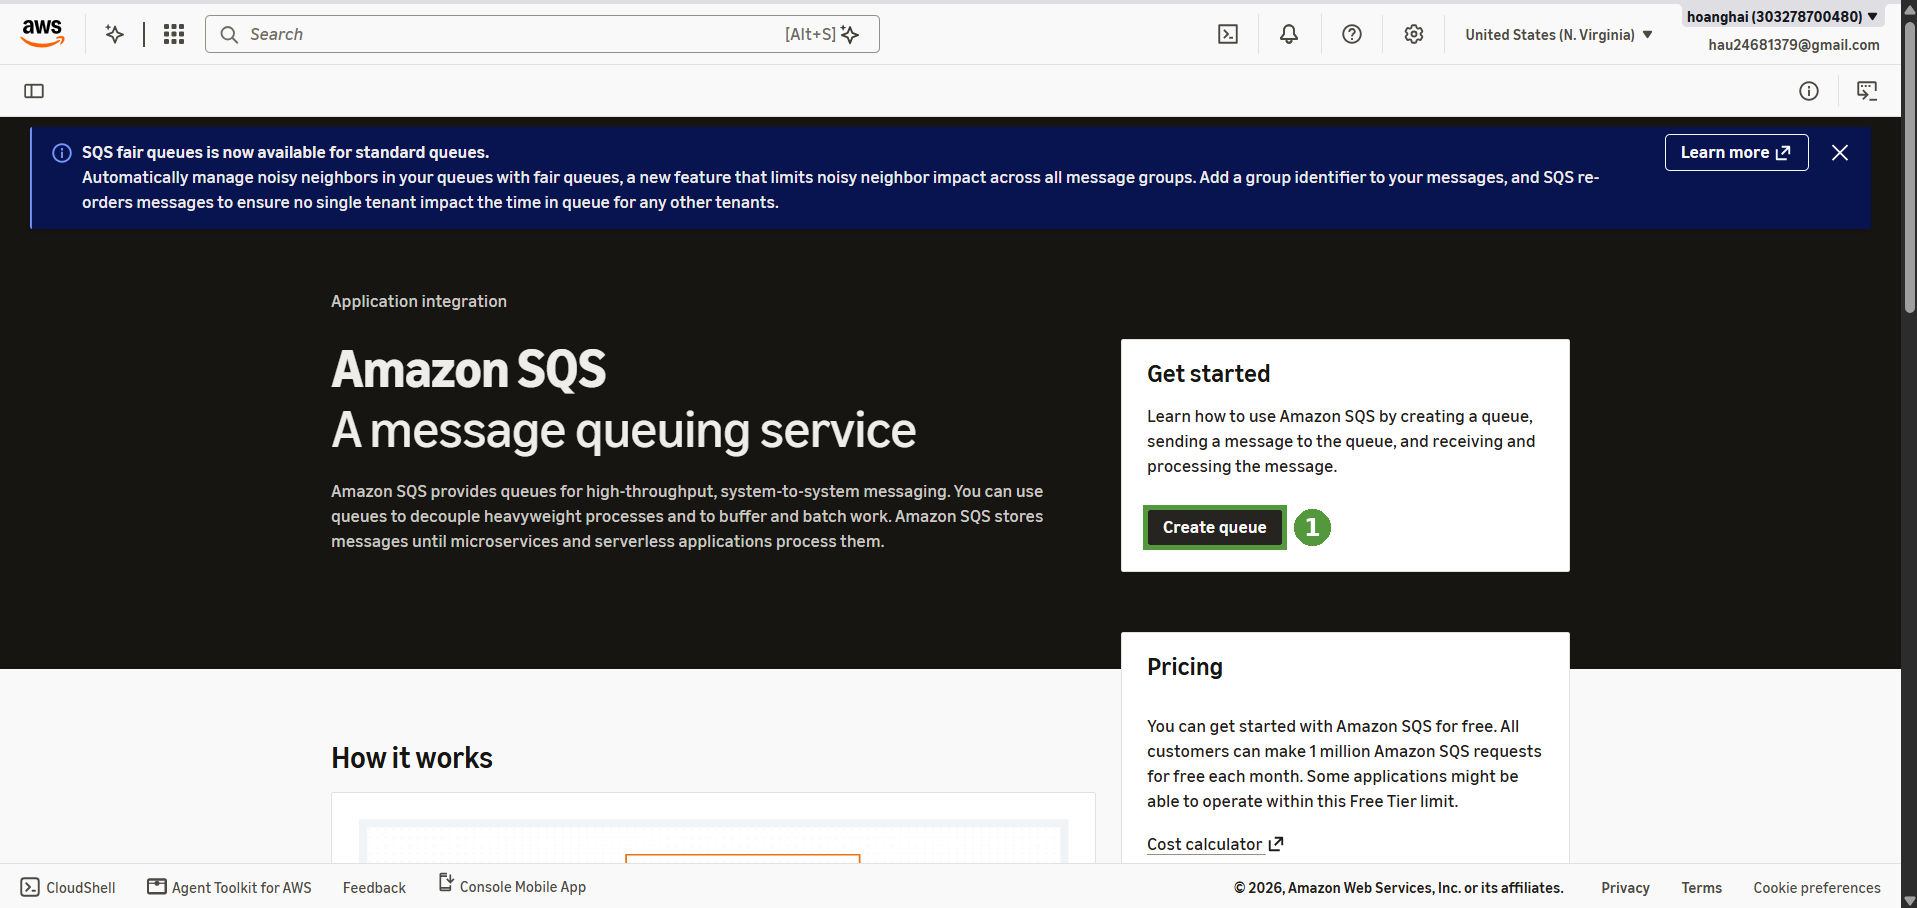 aws
Search
[Alt+S]
United States (N. Virginia)
hoanghai (303278700480)
hau24681379@gmail.com
SQS fair queues is now available for standard queues.
Automatically manage noisy neighbors in your queues with fair queues, a new feature that limits noisy neighbor impact across all message groups. Add a group identifier to your messages, and SQS re-
orders messages to ensure no single tenant impact the time in queue for any other tenants.
Learn more
Application integration
Amazon SQS
A message queuing service
Amazon SQS provides queues for high-throughput, system-to-system messaging. You can use
queues to decouple heavyweight processes and to buffer and batch work. Amazon SQS stores
messages until microservices and serverless applications process them.
Get started
Learn how to use Amazon SQS by creating a queue,
sending a message to the queue, and receiving and
processing the message.
Create queue
1
Pricing
You can get started with Amazon SQS for free. All
customers can make 1 million Amazon SQS requests
for free each month. Some applications might be
able to operate within this Free Tier limit.
Cost calculator
How it works
CloudShell
Agent Toolkit for AWS
Feedback
Console Mobile App
© 2026, Amazon Web Services, Inc. or its affiliates.
Privacy
Terms
Cookie preferences